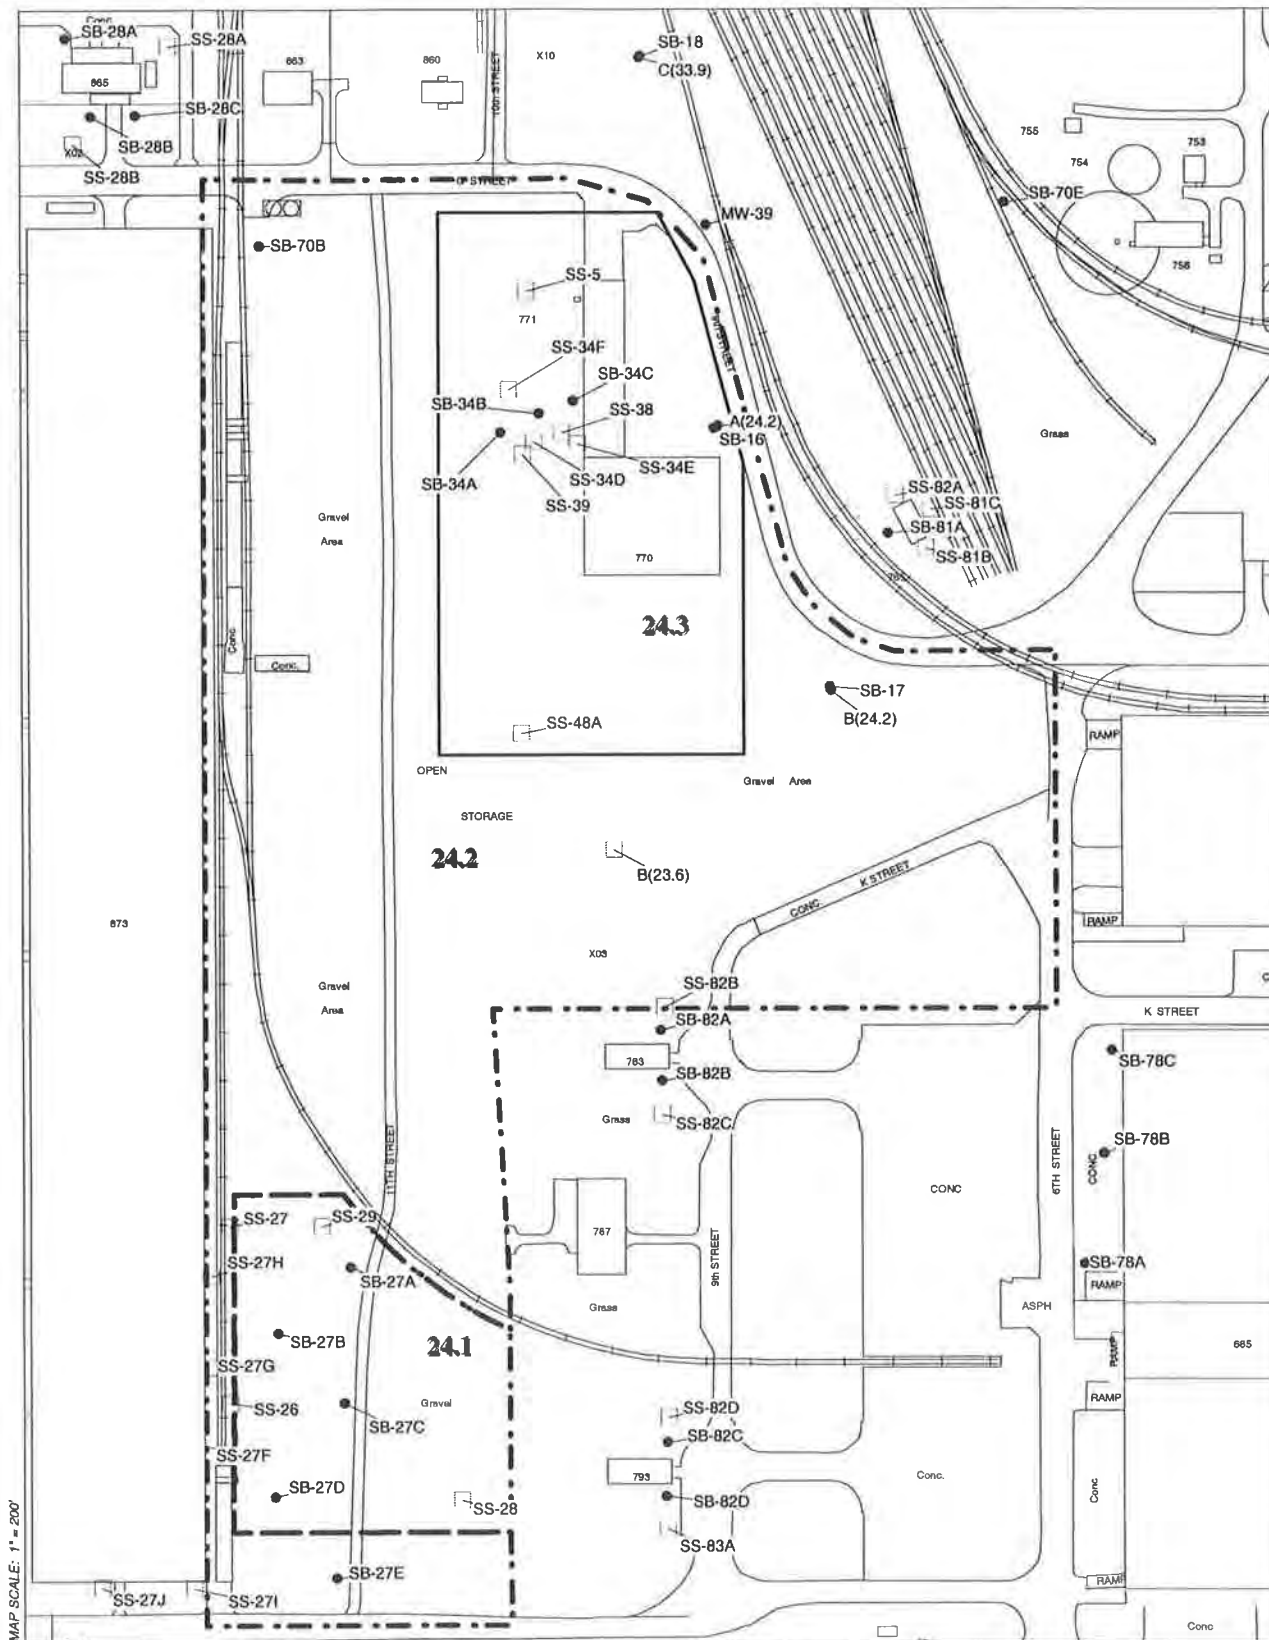 Conc
SB-28A
SS-28A
865
863
860
X10
SB-18
C(33.9)
10th STREET
SB-28C
SB-28B
X02
SS-28B
755
754
753
SB-70E
756
G STREET
MW-39
SB-70B
SS-5
771
9th STREET
SS-34F
SB-34C
SB-34B
SS-38
A(24.2)
SB-16
Grass
SB-34A
SS-34D
SS-34E
SS-39
SS-82A
SS-81C
Gravel
Area
SB-81A
SS-81B
770
24.3
Conc
Conc.
SB-17
B(24.2)
SS-48A
RAMP
OPEN
Gravel Area
STORAGE
24.2
B(23.6)
K STREET
CONC
873
RAMP
X03
Gravel
Area
SS-82B
SB-82A
K STREET
783
SB-78C
SB-82B
Grass
SS-82C
11TH STREET
6TH STREET
SB-78B
CONC
CONC
SS-27
SS-29
787
9th STREET
SS-27H
SB-27A
SB-78A
RAMP
Grass
ASPH
SB-27B
24.1
RAMP
685
SS-27G
SS-26
SB-27C
Gravel
SS-82D
RAMP
SB-82C
SS-27F
793
Conc.
Conc
SB-27D
SS-28
SB-82D
SS-83A
SB-27E
RAMP
SS-27J
SS-27I
Conc
MAP SCALE: 1" = 200'